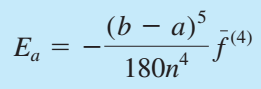 E_a = -\frac{(b - a)^5}{180n^4} \bar{f}^{(4)}